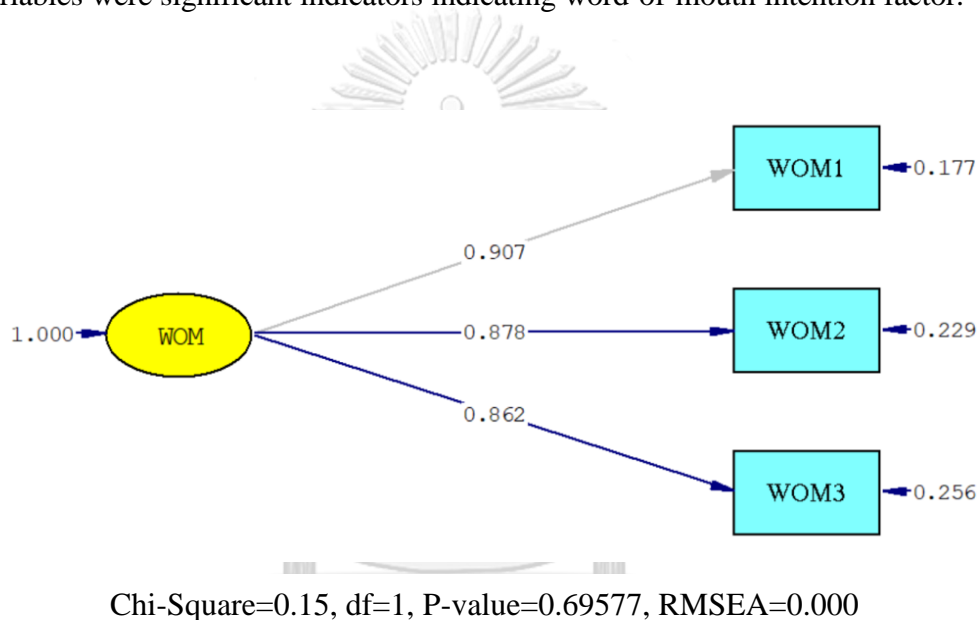 were significant indicators indicating word of mouth intention factor.
WOM1
0.177
0.907
1.000
WOM
0.878
WOM2
0.229
0.862
WOM3
0.256
Chi-Square=0.15, df=1, P-value=0.69577, RMSEA=0.000